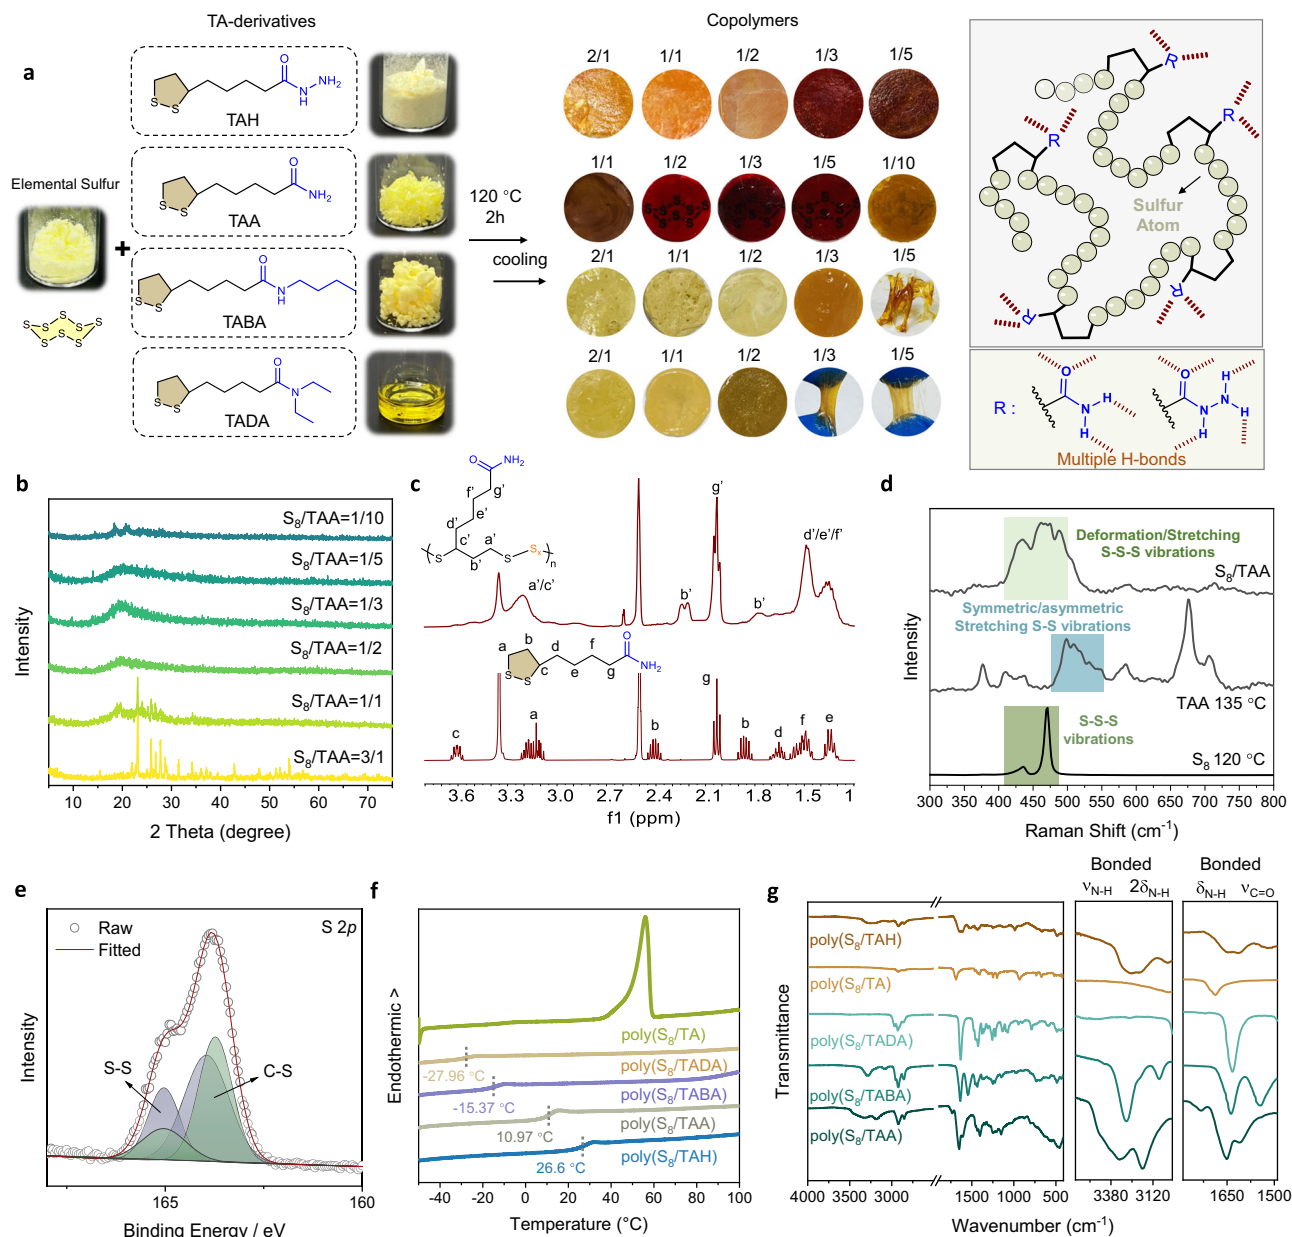 TA-derivatives
Copolymers
a
O
NH2
N
H
S
S
TAH
O
NH2
S
S
TAA
O
N
H
S
S
TABA
O
N
S
S
TADA
Elemental Sulfur
+
S S S S S S S S
120 °C
2h
cooling
2/1 1/1 1/2 1/3 1/5
1/1 1/2 1/3 1/5 1/10
2/1 1/1 1/2 1/3 1/5
2/1 1/1 1/2 1/3 1/5
R
R
R
R
R
Sulfur
Atom
R :
O
N
H
H
O
N
H
N
H
H
Multiple H-bonds
b
S8/TAA=1/10
S8/TAA=1/5
S8/TAA=1/3
S8/TAA=1/2
S8/TAA=1/1
S8/TAA=3/1
Intensity
10 20 30 40 50 60 70
2 Theta (degree)
c
O
NH2
f' g'
e'
d'
c' a'
b'
S S Sx n
a'/c'
b'
g'
b'
d'/e'/f'
a b c d e f g
O
NH2
S
S
c a b g b d f e
3.6 3.3 3.2 2.7 2.4 2.1 1.9 1.6 1.3 1
f1 (ppm)
d
Deformation/Stretching
S-S-S vibrations
S8/TAA
Symmetric/asymmetric
Stretching S-S vibrations
TAA 135 °C
S-S-S
vibrations
S8 120 °C
Intensity
300 350 400 450 500 550 600 650 700 750 800
Raman Shift (cm-1)
e
Raw
Fitted
S 2p
S-S
C-S
Intensity
165 160
Binding Energy / eV
f
Endothermic >
poly(S8/TA)
poly(S8/TADA)
-27.96 °C
poly(S8/TABA)
-15.37 °C
poly(S8/TAA)
10.97 °C
poly(S8/TAH)
26.6 °C
-40 -20 0 20 40 60 80 100
Temperature (°C)
g
Bonded Bonded
νN-H 2δN-H δN-H νC=O
poly(S8/TAH)
poly(S8/TA)
poly(S8/TADA)
poly(S8/TABA)
poly(S8/TAA)
Transmittance
4000 3500 3000 2500 1500 1000 500
3380 3120
1650 1500
Wavenumber (cm-1)